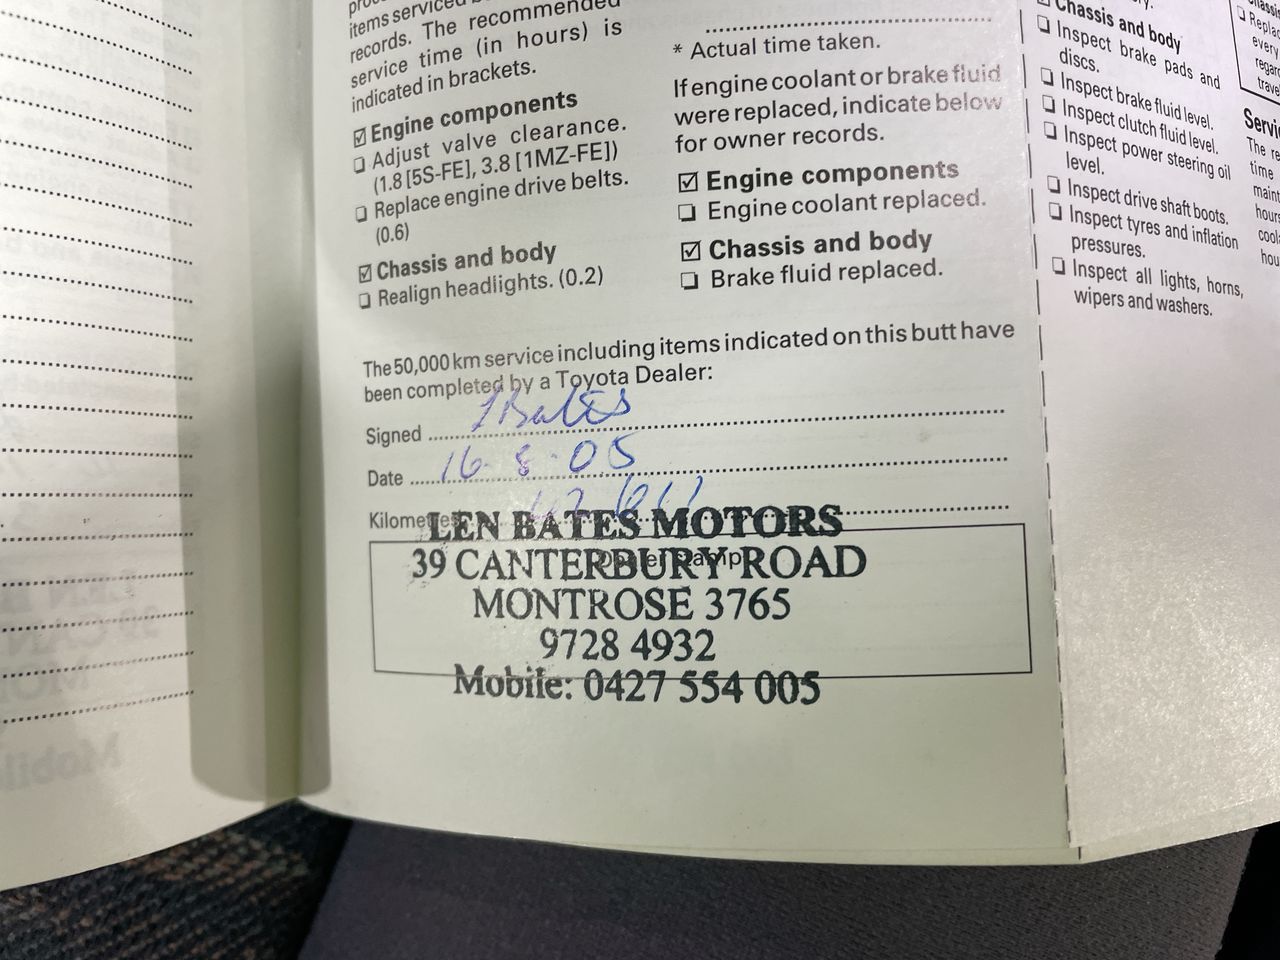 items serviced
records. The recommended
service time (in hours) is
indicated in brackets.
☑ Engine components
❏ Adjust valve clearance.
(1.8 [5S-FE], 3.8 [1MZ-FE])
❏ Replace engine drive belts.
(0.6)
☑ Chassis and body
❏ Realign headlights. (0.2)
* Actual time taken.
If engine coolant or brake fluid
were replaced, indicate below
for owner records.
☑ Engine components
❏ Engine coolant replaced.
☑ Chassis and body
❏ Brake fluid replaced.
The 50,000 km service including items indicated on this butt have
been completed by a Toyota Dealer:
Signed Bates
Date 16.8.05
Kilometres
LEN BATES MOTORS
39 CANTERBURY ROAD
MONTROSE 3765
9728 4932
Mobile: 0427 554 005
Chassis and body
❏ Inspect brake pads and
discs.
❏ Inspect brake fluid level.
❏ Inspect clutch fluid level.
❏ Inspect power steering oil
level.
❏ Inspect drive shaft boots.
❏ Inspect tyres and inflation
pressures.
❏ Inspect all lights, horns,
wipers and washers.